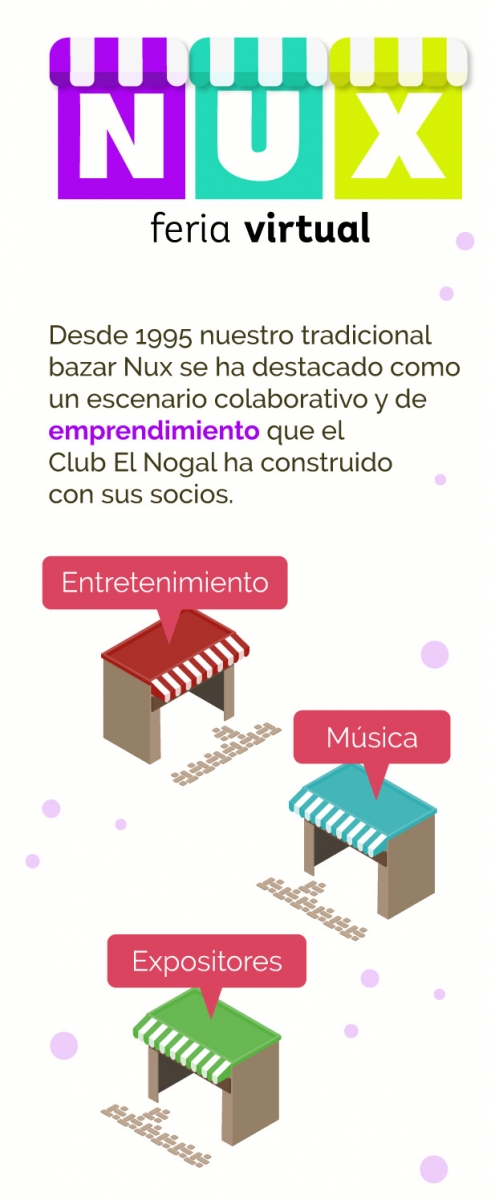 NUX
feria virtual
Desde 1995 nuestro tradicional
bazar Nux se ha destacado como
un escenario colaborativo y de
emprendimiento que el
Club El Nogal ha construido
con sus socios.
Entretenimiento
Música
Expositores